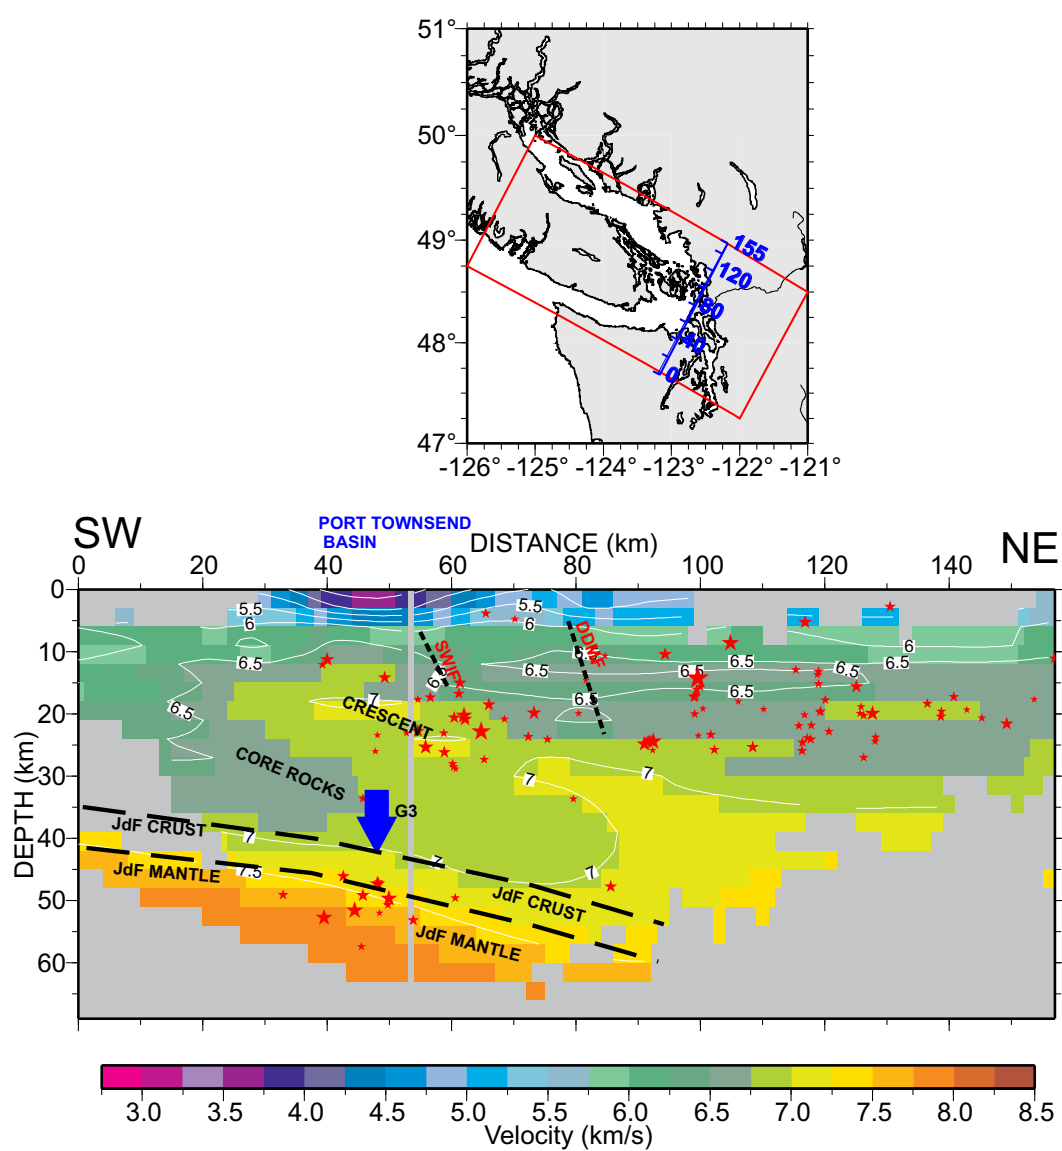 51°
50°
49°
48°
47°
-126° -125° -124° -123° -122° -121°
155
120
80
40
0
SW
PORT TOWNSEND
BASIN
DISTANCE (km)
NE
0 20 40 60 80 100 120 140
DEPTH (km)
0
10
20
30
40
50
60
5.5
5.5
6
6
6
6.5
6.5
6.5
6.5
6.5
6.5
6.5
6.5
7
7
7
7
7
7
7.5
SWIF
DDMF
CRESCENT
CORE ROCKS
G3
JdF CRUST
JdF MANTLE
JdF CRUST
JdF MANTLE
3.0 3.5 4.0 4.5 5.0 5.5 6.0 6.5 7.0 7.5 8.0 8.5
Velocity (km/s)